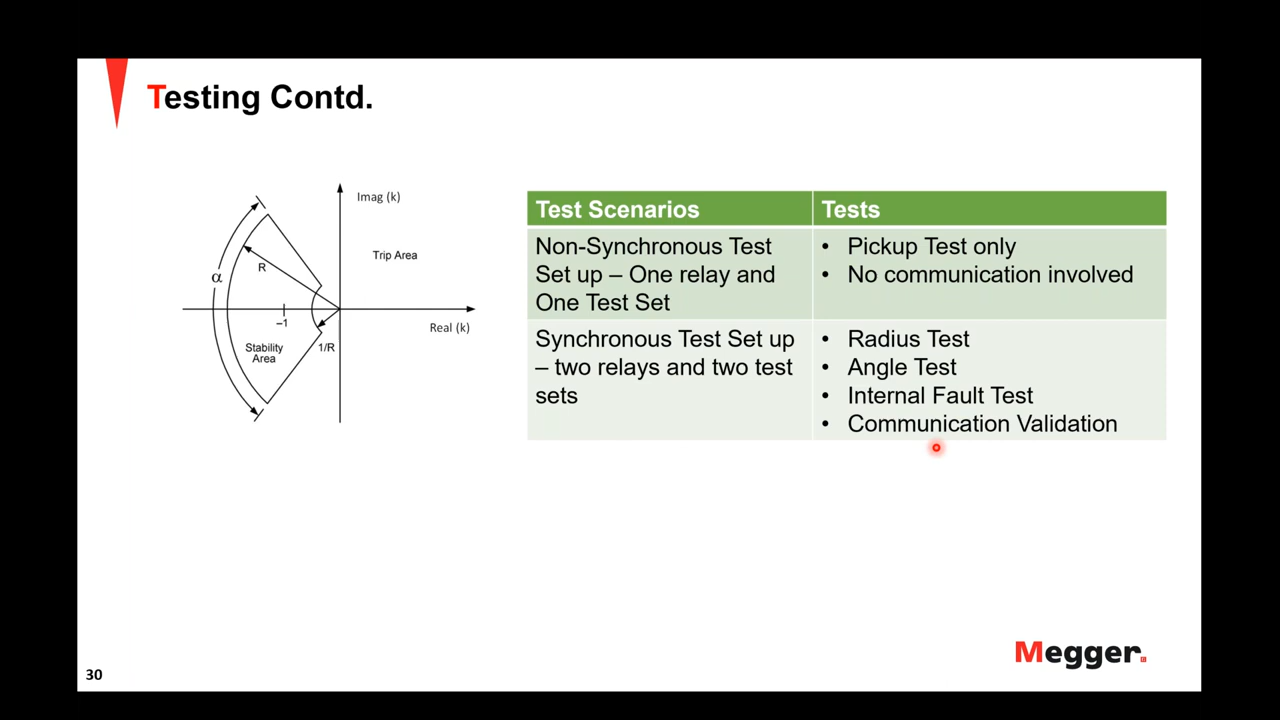 Testing Contd.
Imag (k)
Trip Area
R
α
–1
Real (k)
Stability
Area
1/R
Test Scenarios
Tests
Non-Synchronous Test
Set up – One relay and
One Test Set
• Pickup Test only
• No communication involved
Synchronous Test Set up
– two relays and two test
sets
• Radius Test
• Angle Test
• Internal Fault Test
• Communication Validation
Megger.
30